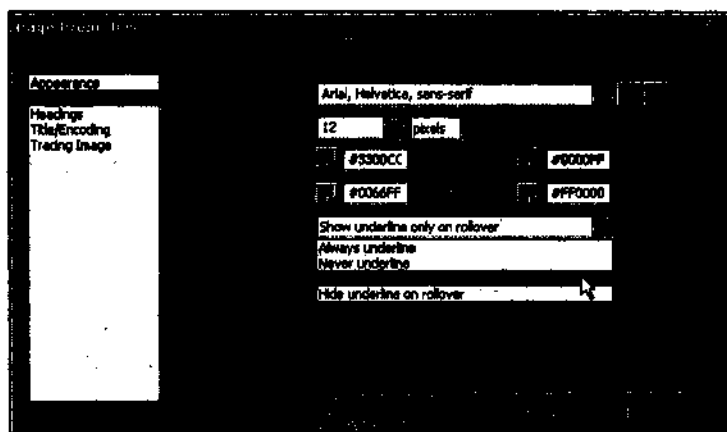 Appearance
Headings
Title/Encoding
Tracing Image
Arial, Helvetica, sans-serif
12 pixels
#3300CC #0000FF
#0066FF #FF0000
Show underline only on rollover
Always underline
Never underline
Hide underline on rollover